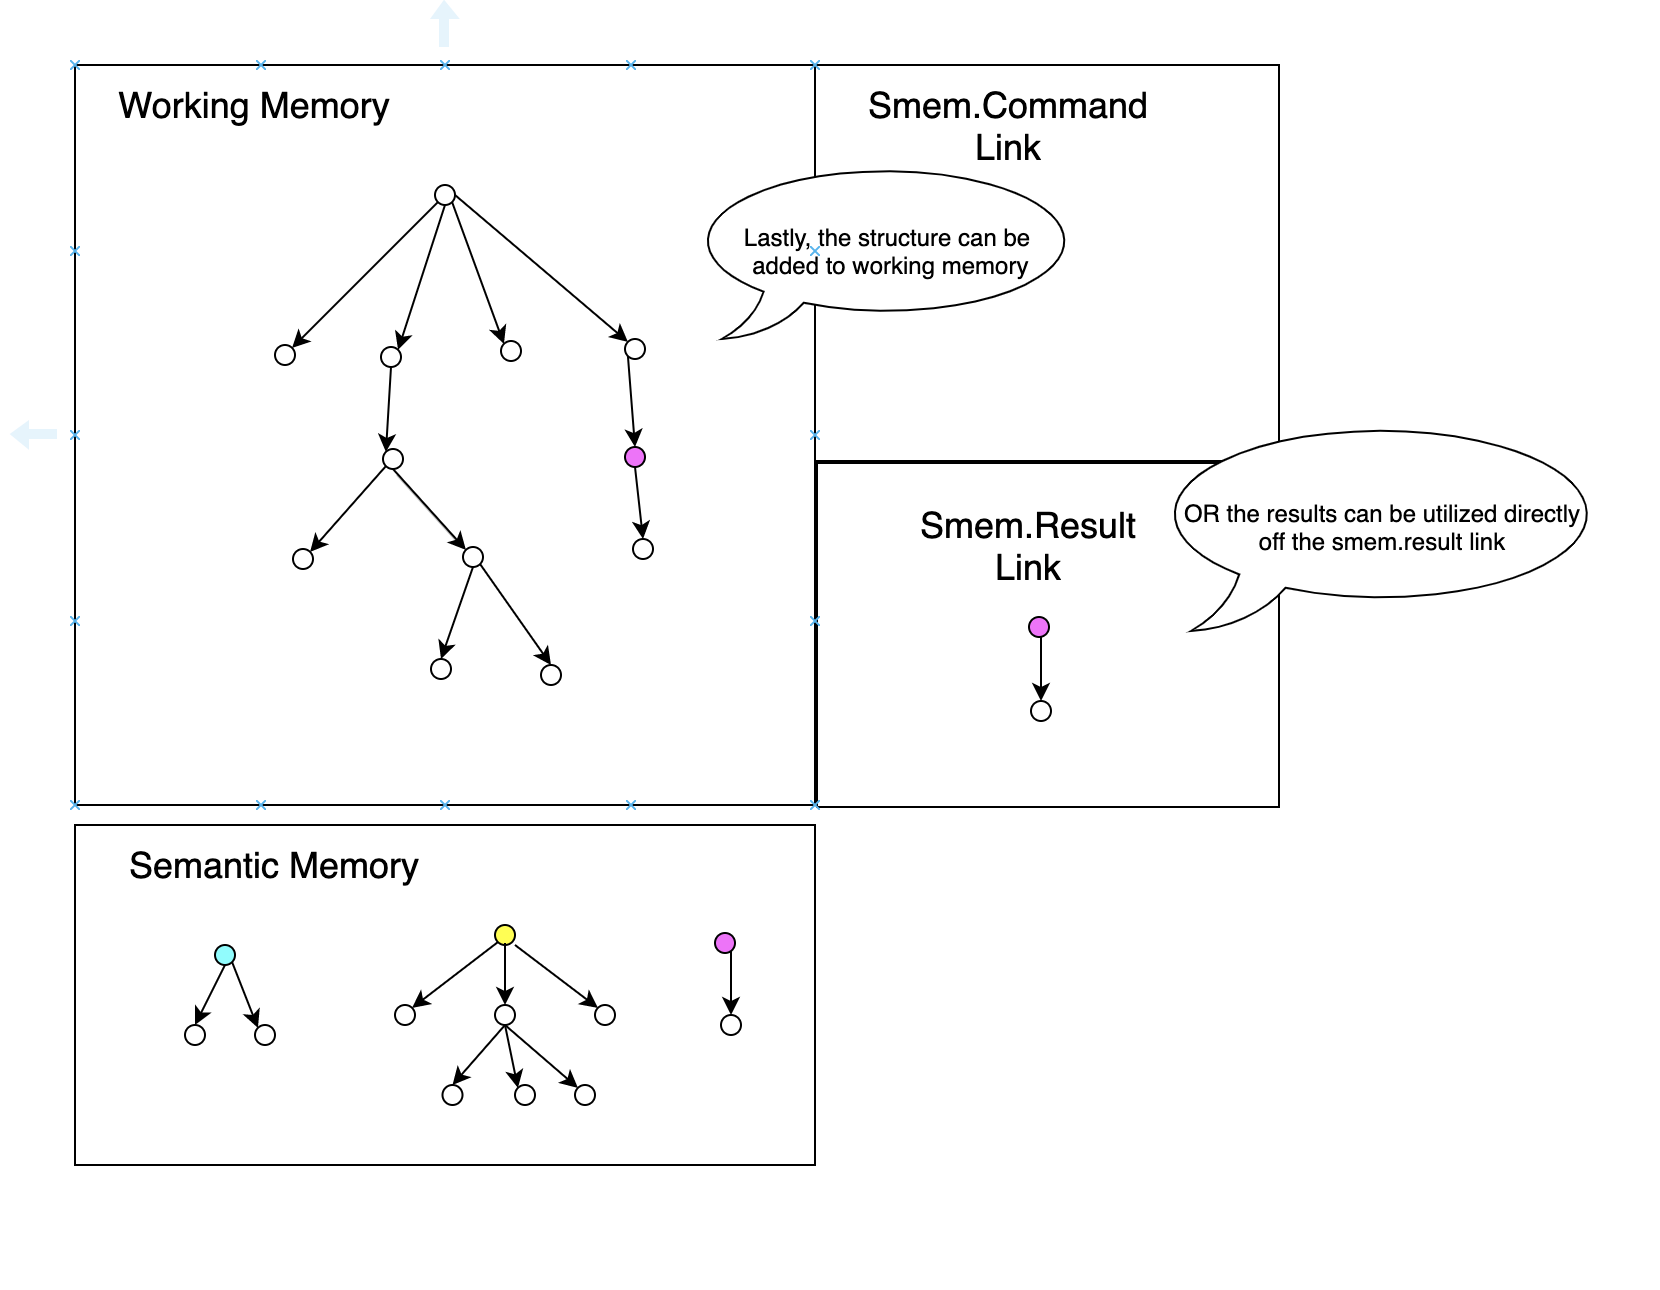 Working Memory
Smem.Command
Link
Lastly, the structure can be
added to working memory
OR the results can be utilized directly
off the smem.result link
Smem.Result
Link
Semantic Memory